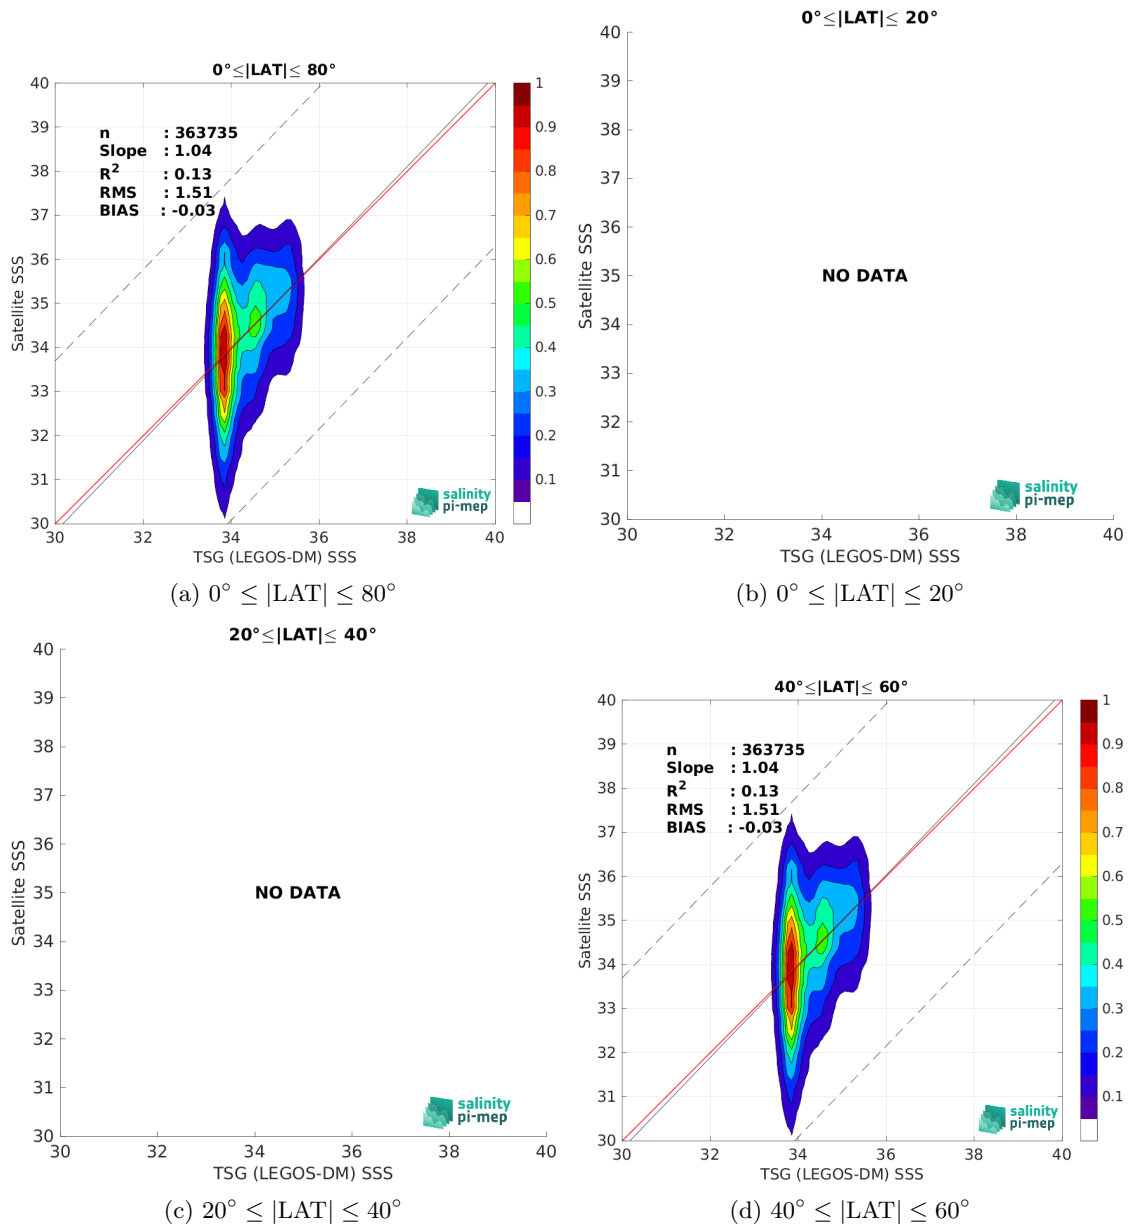 0°≤|LAT|≤ 80°
40
39
38
37
36
35
34
33
32
31
30
Satellite SSS
n : 363735
Slope : 1.04
R² : 0.13
RMS : 1.51
BIAS : -0.03
salinity
pi-mep
30 32 34 36 38 40
TSG (LEGOS-DM) SSS
1
0.9
0.8
0.7
0.6
0.5
0.4
0.3
0.2
0.1
(a) 0° ≤ |LAT| ≤ 80°
0°≤|LAT|≤ 20°
40
39
38
37
36
35
34
33
32
31
30
Satellite SSS
NO DATA
salinity
pi-mep
30 32 34 36 38 40
TSG (LEGOS-DM) SSS
(b) 0° ≤ |LAT| ≤ 20°
20°≤|LAT|≤ 40°
40
39
38
37
36
35
34
33
32
31
30
Satellite SSS
NO DATA
salinity
pi-mep
30 32 34 36 38 40
TSG (LEGOS-DM) SSS
(c) 20° ≤ |LAT| ≤ 40°
40°≤|LAT|≤ 60°
40
39
38
37
36
35
34
33
32
31
30
Satellite SSS
n : 363735
Slope : 1.04
R² : 0.13
RMS : 1.51
BIAS : -0.03
salinity
pi-mep
30 32 34 36 38 40
TSG (LEGOS-DM) SSS
1
0.9
0.8
0.7
0.6
0.5
0.4
0.3
0.2
0.1
(d) 40° ≤ |LAT| ≤ 60°